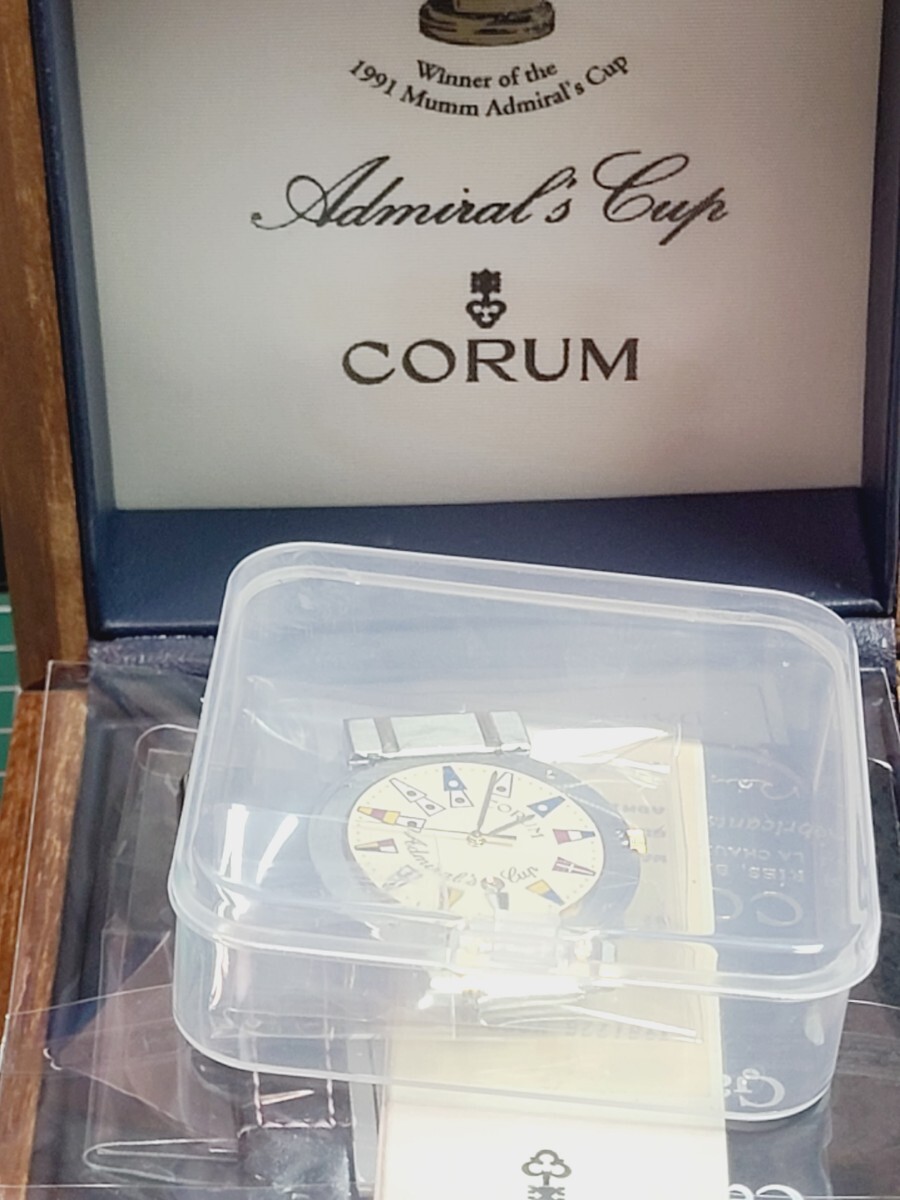 Winner of the
1991 Mumm Admiral's Cup
Admiral's Cup
CORUM
CORUM
Admiral's Cup